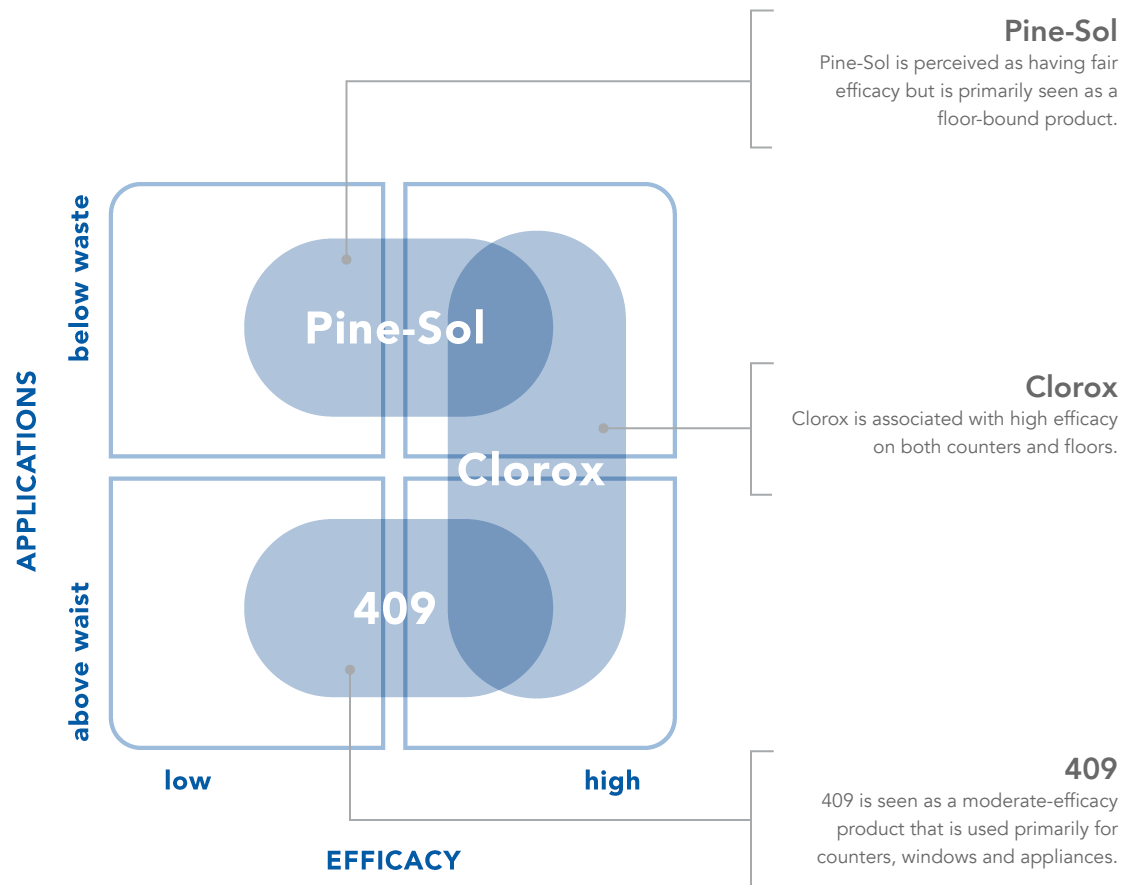 Pine-Sol
Pine-Sol is perceived as having fair
efficacy but is primarily seen as a
floor-bound product.
below waste
Pine-Sol
APPLICATIONS
Clorox
Clorox is associated with high efficacy
on both counters and floors.
Clorox
above waist
409
low
high
EFFICACY
409
409 is seen as a moderate-efficacy
product that is used primarily for
counters, windows and appliances.